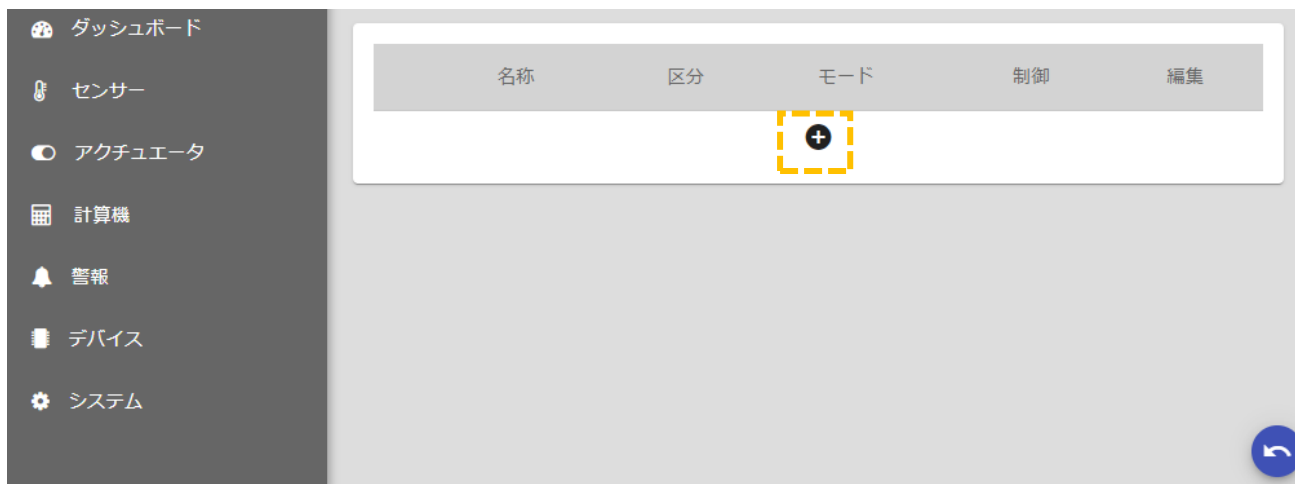 ダッシュボード
センサー
アクチュエータ
計算機
警報
デバイス
システム
名称 区分 モード 制御 編集